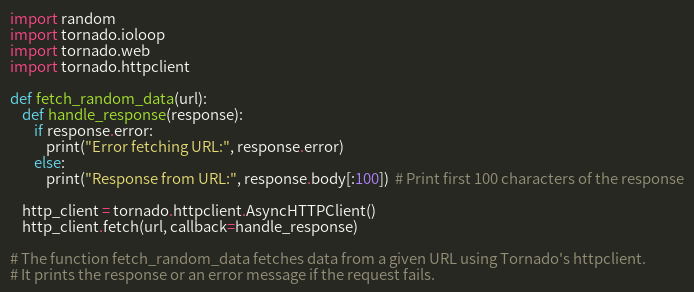 import random
import tornado.ioloop
import tornado.web
import tornado.httpclient

def fetch_random_data(url):
    def handle_response(response):
        if response.error:
            print("Error fetching URL:", response.error)
        else:
            print("Response from URL:", response.body[:100])  # Print first 100 characters of the response

    http_client = tornado.httpclient.AsyncHTTPClient()
    http_client.fetch(url, callback=handle_response)

# The function fetch_random_data fetches data from a given URL using Tornado's httpclient.
# It prints the response or an error message if the request fails.